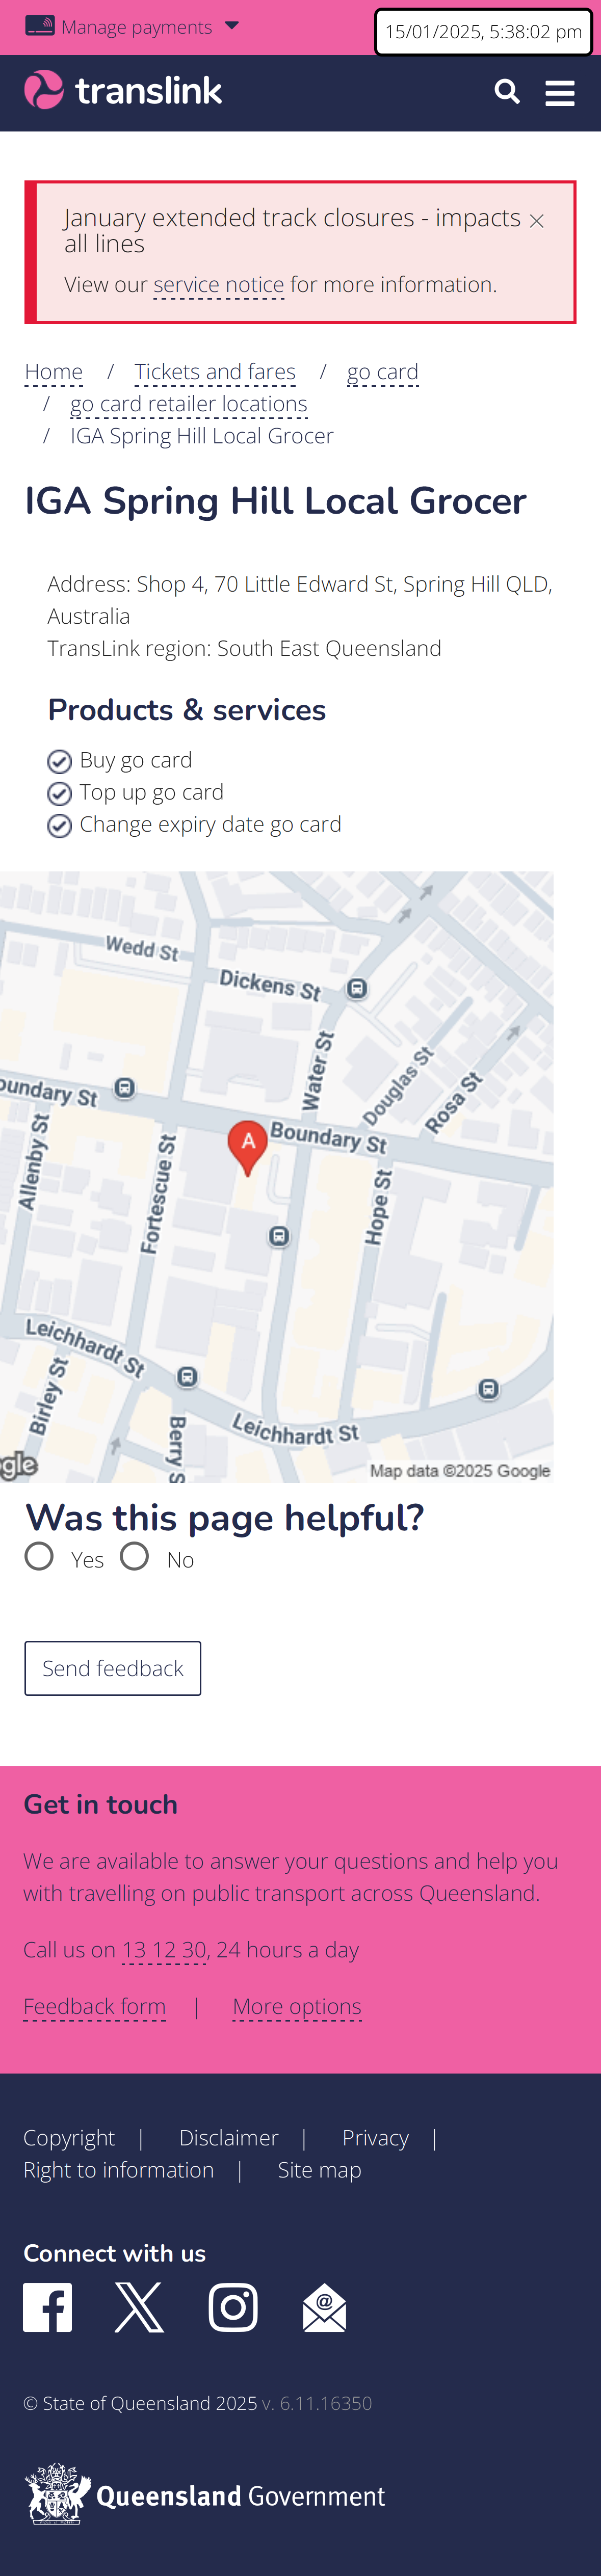 Manage payments
15/01/2025, 5:38:02 pm
translink
January extended track closures - impacts
all lines
View our service notice for more information.
Home / Tickets and fares / go card
/ go card retailer locations
/ IGA Spring Hill Local Grocer
IGA Spring Hill Local Grocer
Address: Shop 4, 70 Little Edward St, Spring Hill QLD,
Australia
TransLink region: South East Queensland
Products & services
Buy go card
Top up go card
Change expiry date go card
Wedd St
Dickens St
Water St
Douglas St
Rosa St
oundary St
Boundary St
A
Allenby St
Fortescue St
Hope St
Leichhardt St
Birley St
Berry S
Leichhardt St
gle
Map data ©2025 Google
Was this page helpful?
Yes No
Send feedback
Get in touch
We are available to answer your questions and help you
with travelling on public transport across Queensland.
Call us on 13 12 30, 24 hours a day
Feedback form | More options
Copyright | Disclaimer | Privacy |
Right to information | Site map
Connect with us
© State of Queensland 2025 v. 6.11.16350
Queensland Government